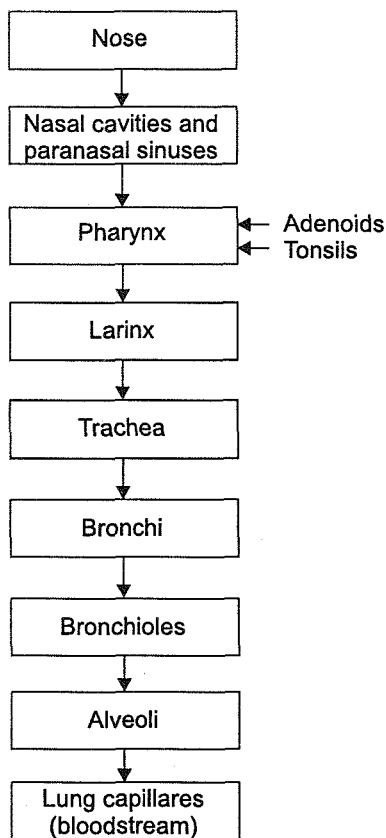 Nose
Nasal cavities and
paranasal sinuses
Pharynx
Adenoids
Tonsils
Larinx
Trachea
Bronchi
Bronchioles
Alveoli
Lung capillares
(bloodstream)